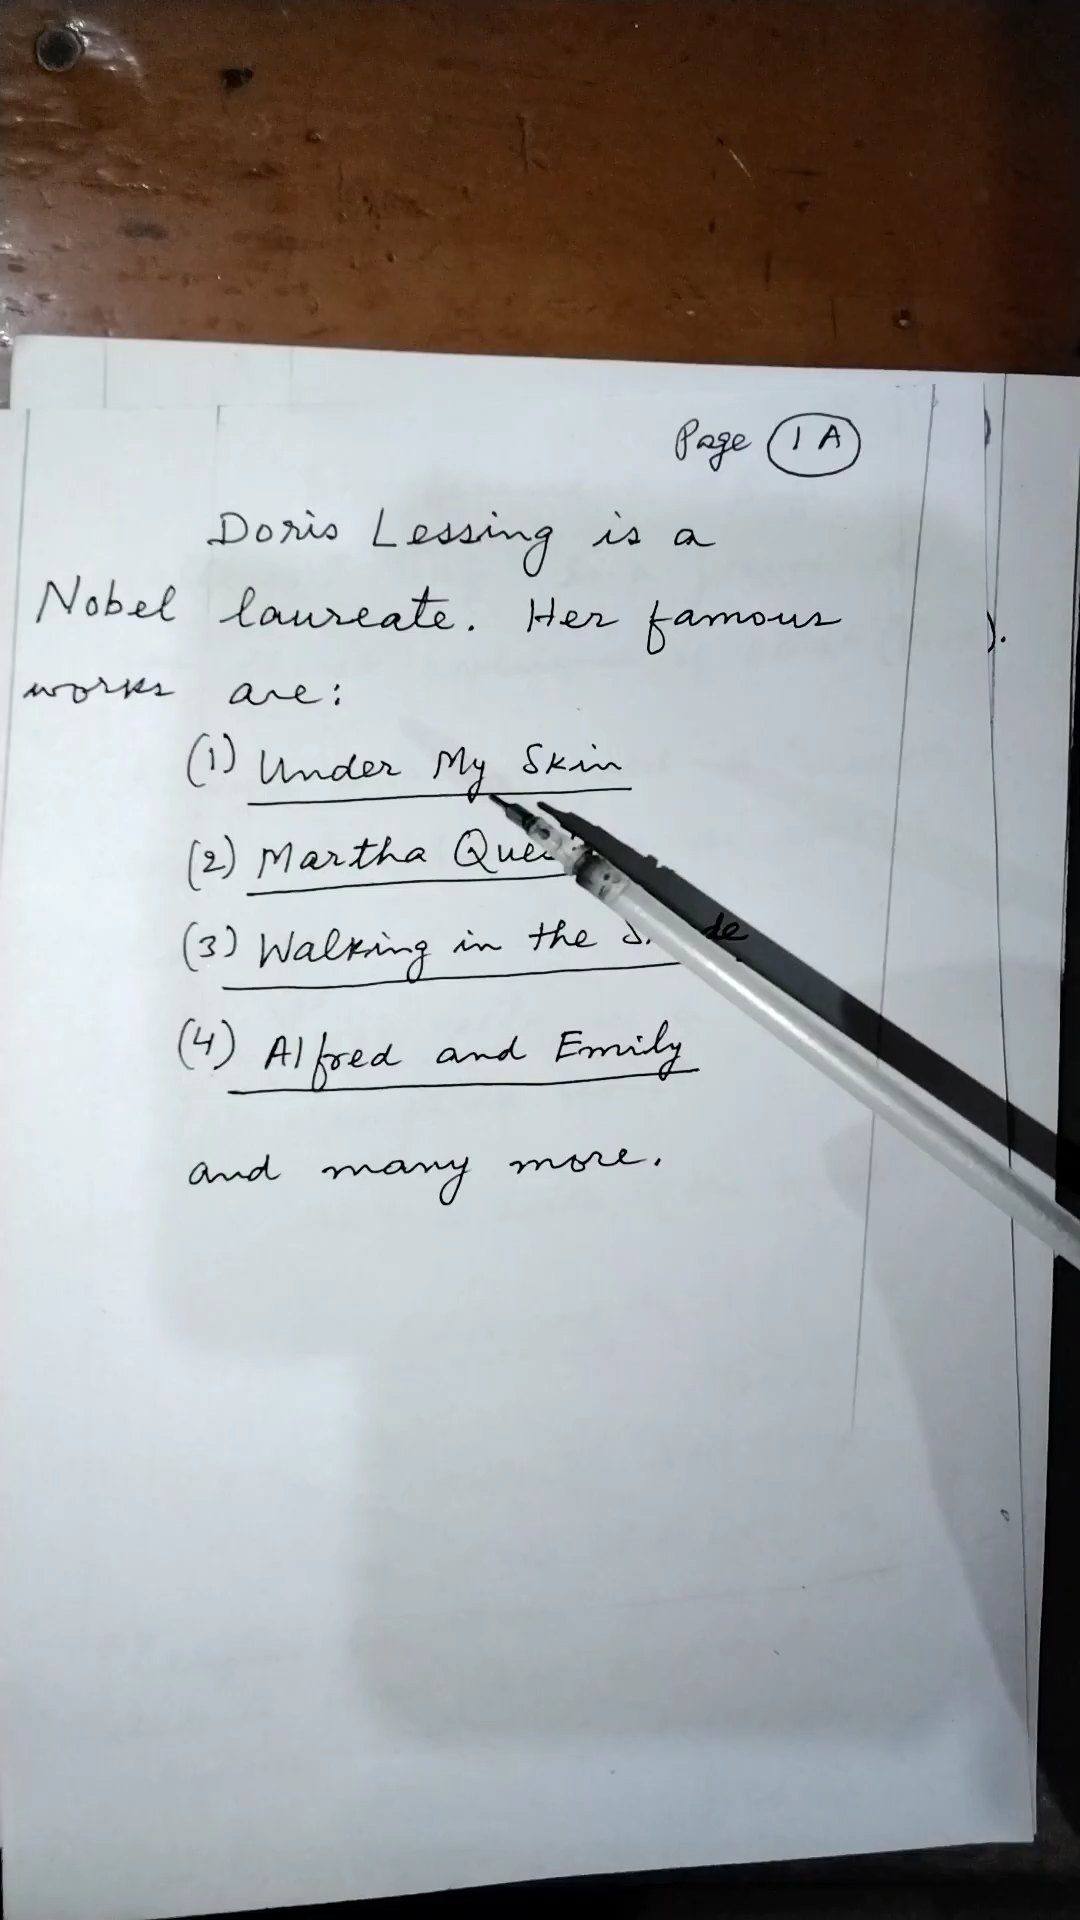 Page 1A
Doris Lessing is a
Nobel laureate. Her famous
works are:
(1) Under My Skin
(2) Martha
(3) Walking in the
(4) Alfred and Emily
and many more.